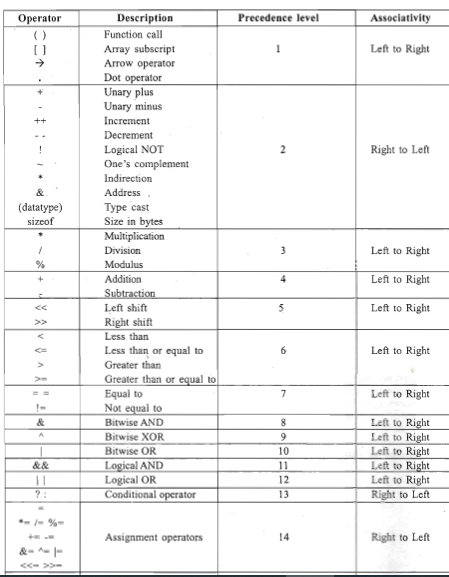 Operator Description Precedence level Associativity
( ) Function call
[ ] Array subscript 1 Left to Right
→ Arrow operator
. Dot operator
+ Unary plus
- Unary minus
++ Increment
-- Decrement
! Logical NOT 2 Right to Left
~ One's complement
* Indirection
& Address
(datatype) Type cast
sizeof Size in bytes
* Multiplication
/ Division 3 Left to Right
% Modulus
+ Addition 4 Left to Right
- Subtraction
<< Left shift 5 Left to Right
>> Right shift
< Less than
<= Less than or equal to 6 Left to Right
> Greater than
>= Greater than or equal to
= = Equal to 7 Left to Right
!= Not equal to
& Bitwise AND 8 Left to Right
^ Bitwise XOR 9 Left to Right
| Bitwise OR 10 Left to Right
&& Logical AND 11 Left to Right
|| Logical OR 12 Left to Right
? : Conditional operator 13 Right to Left
=
*= /= %=
+= -= Assignment operators 14 Right to Left
&= ^= |=
<<= >>=